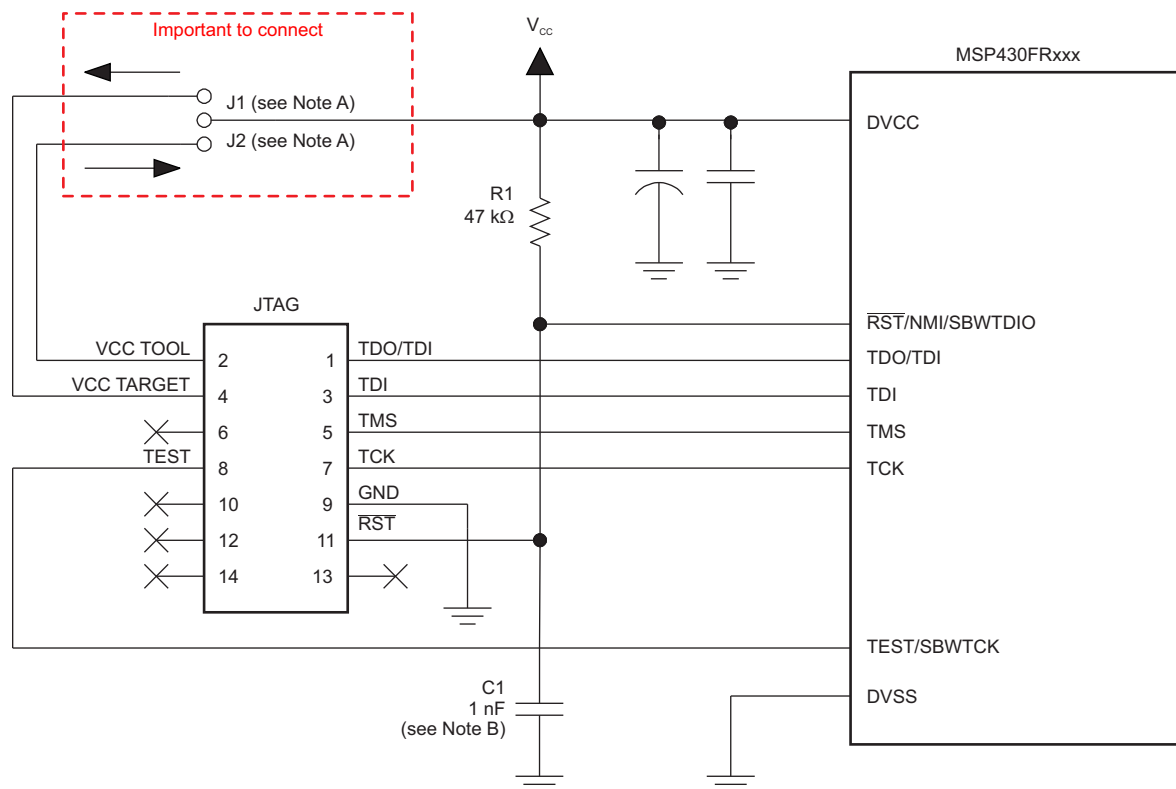 Important to connect
J1 (see Note A)
J2 (see Note A)
VCC
MSP430FRxxx
DVCC
R1
47 kΩ
JTAG
RST/NMI/SBWTDIO
VCC TOOL
2
1
TDO/TDI
TDO/TDI
VCC TARGET
4
3
TDI
TDI
6
5
TMS
TMS
TEST
8
7
TCK
TCK
10
9
GND
12
11
RST
14
13
TEST/SBWTCK
C1
1 nF
(see Note B)
DVSS